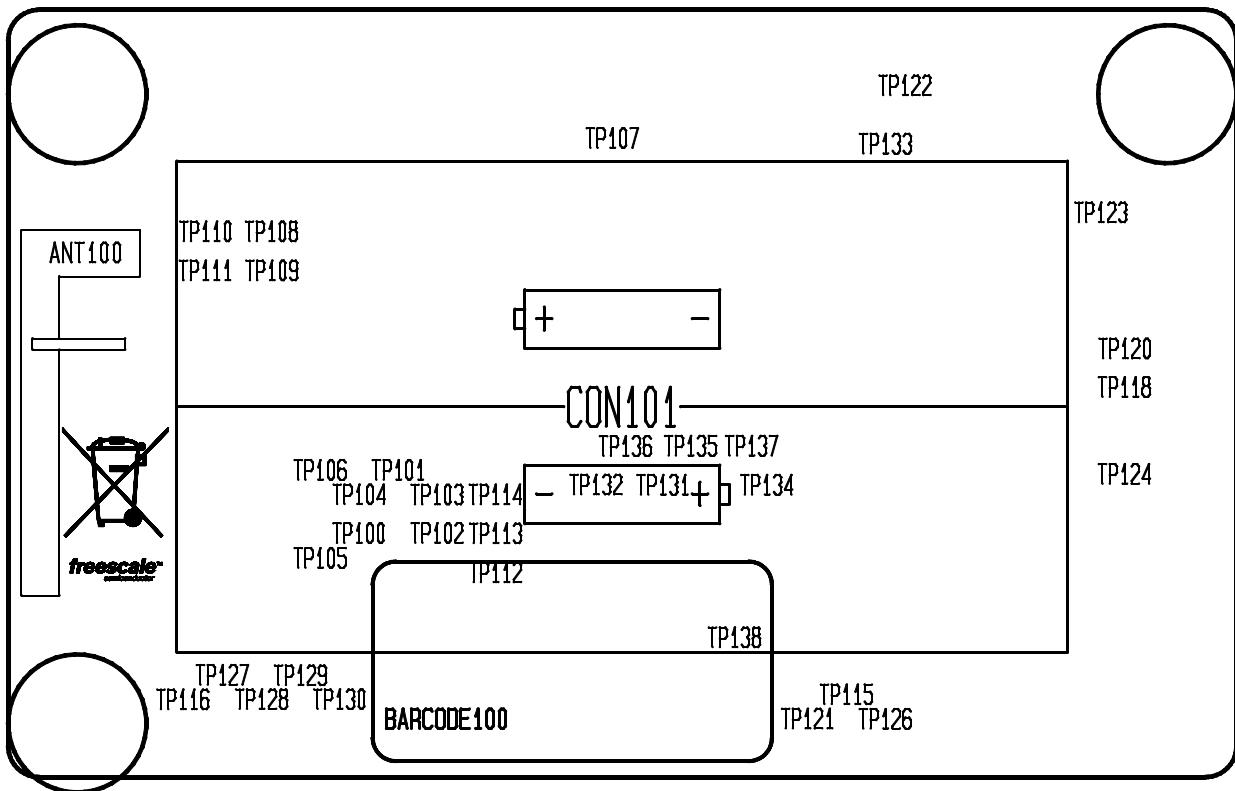 TP122
TP107
TP133
TP123
TP110 TP108
ANT100
TP111 TP109
+ −
TP120
TP118
CON101
TP136 TP135 TP137
TP106 TP101
TP124
− TP132 TP131 + TP134
TP104 TP103 TP114
TP100 TP102 TP113
TP105
freescale™
semiconductor
TP112
TP138
TP127 TP129
TP116 TP128 TP130
TP115
BARCODE100
TP121 TP126